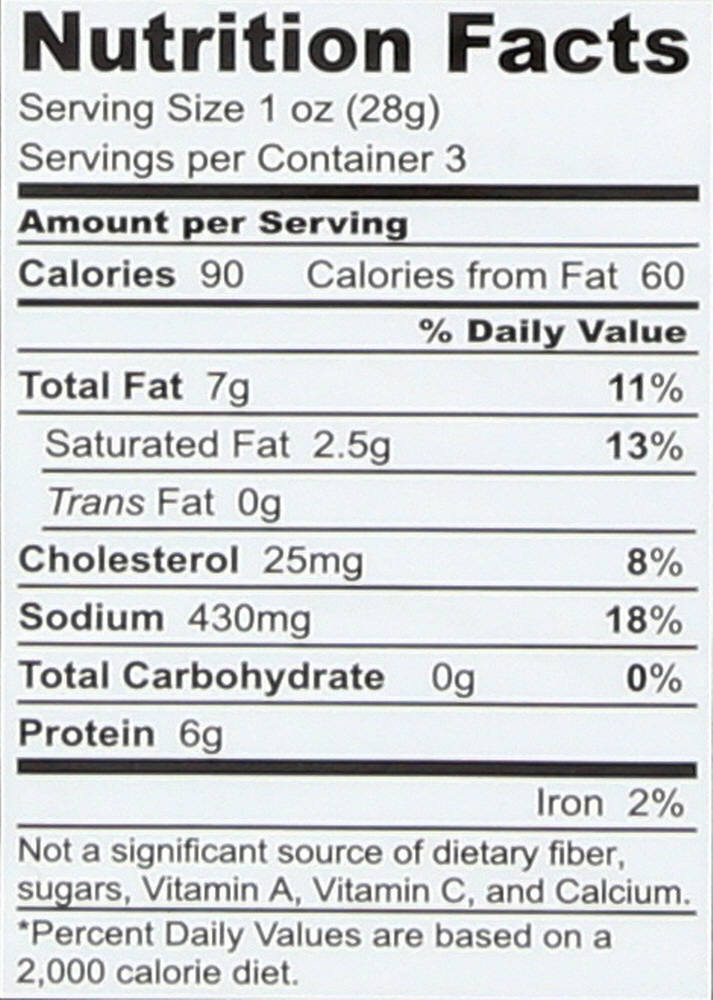 Nutrition Facts
Serving Size 1 oz (28g)
Servings per Container 3
Amount per Serving
Calories 90 Calories from Fat 60
% Daily Value
Total Fat 7g 11%
Saturated Fat 2.5g 13%
Trans Fat 0g
Cholesterol 25mg 8%
Sodium 430mg 18%
Total Carbohydrate 0g 0%
Protein 6g
Iron 2%
Not a significant source of dietary fiber,
sugars, Vitamin A, Vitamin C, and Calcium.
*Percent Daily Values are based on a
2,000 calorie diet.